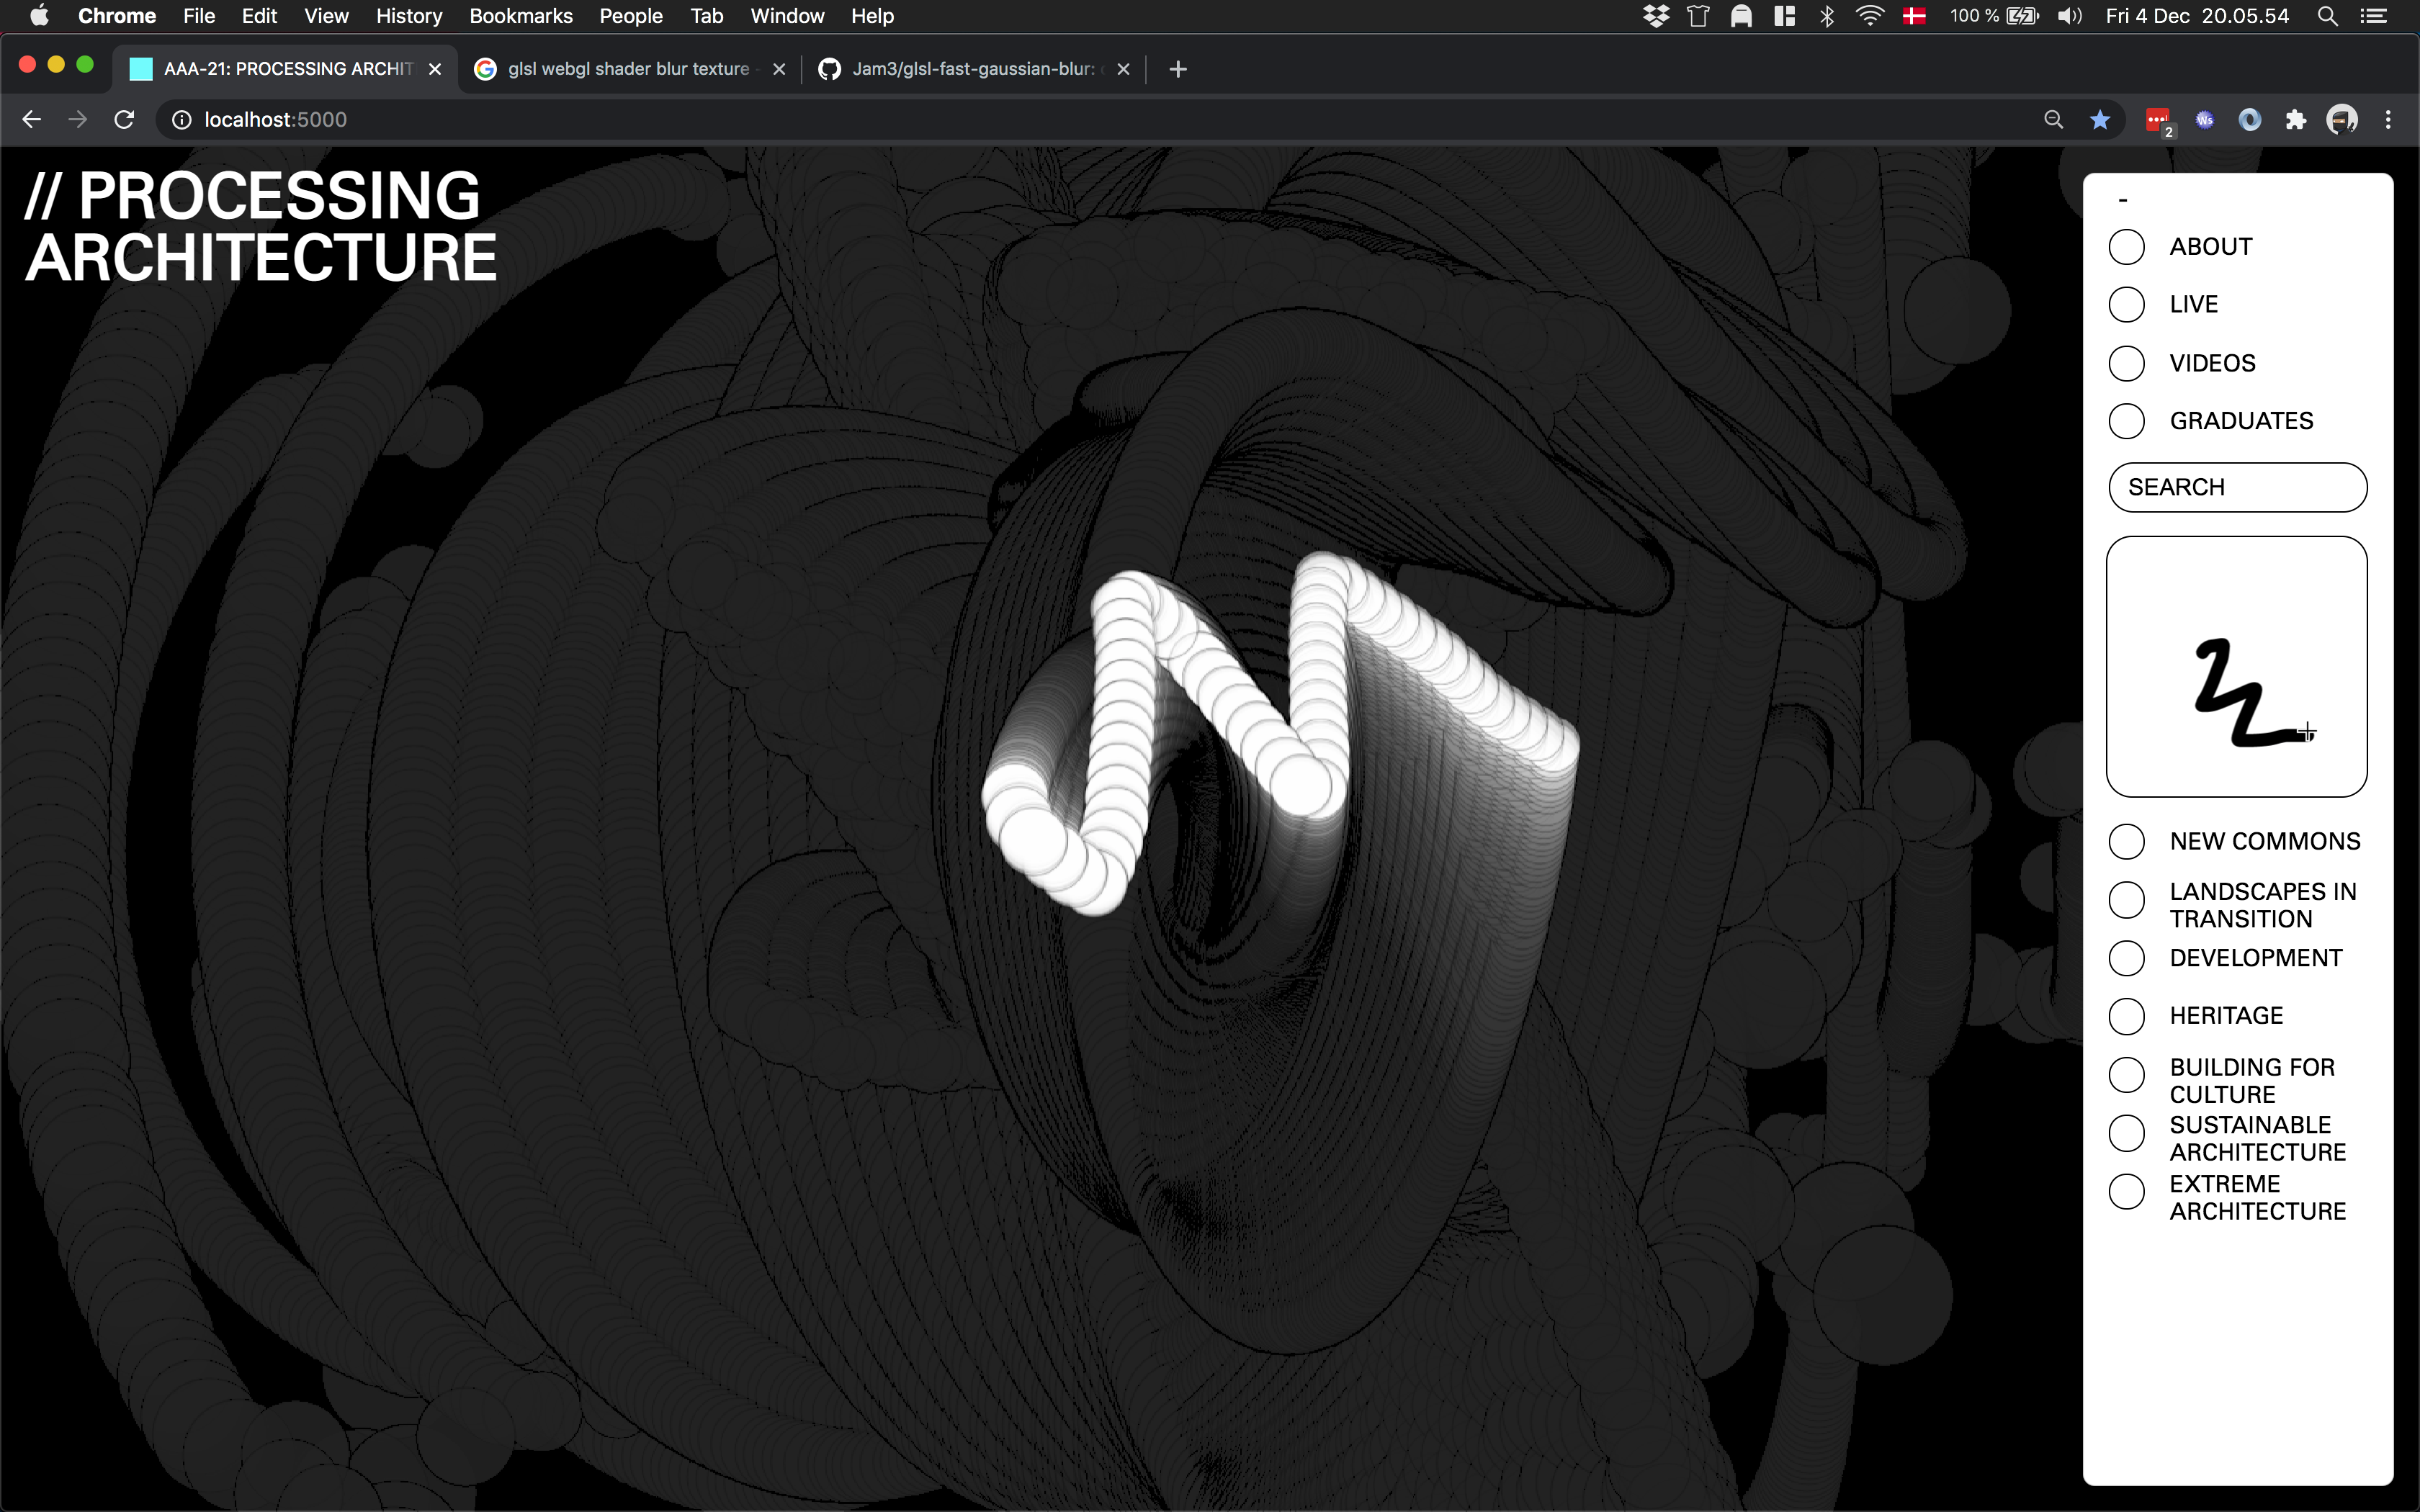 Chrome File Edit View History Bookmarks People Tab Window Help 100 % Fri 4 Dec 20.05.54
AAA-21: PROCESSING ARCHIT glsl webgl shader blur texture - Jam3/glsl-fast-gaussian-blur:
localhost:5000 Ws 2
// PROCESSING
ARCHITECTURE
-
ABOUT
LIVE
VIDEOS
GRADUATES
SEARCH
NEW COMMONS
LANDSCAPES IN
TRANSITION
DEVELOPMENT
HERITAGE
BUILDING FOR
CULTURE
SUSTAINABLE
ARCHITECTURE
EXTREME
ARCHITECTURE